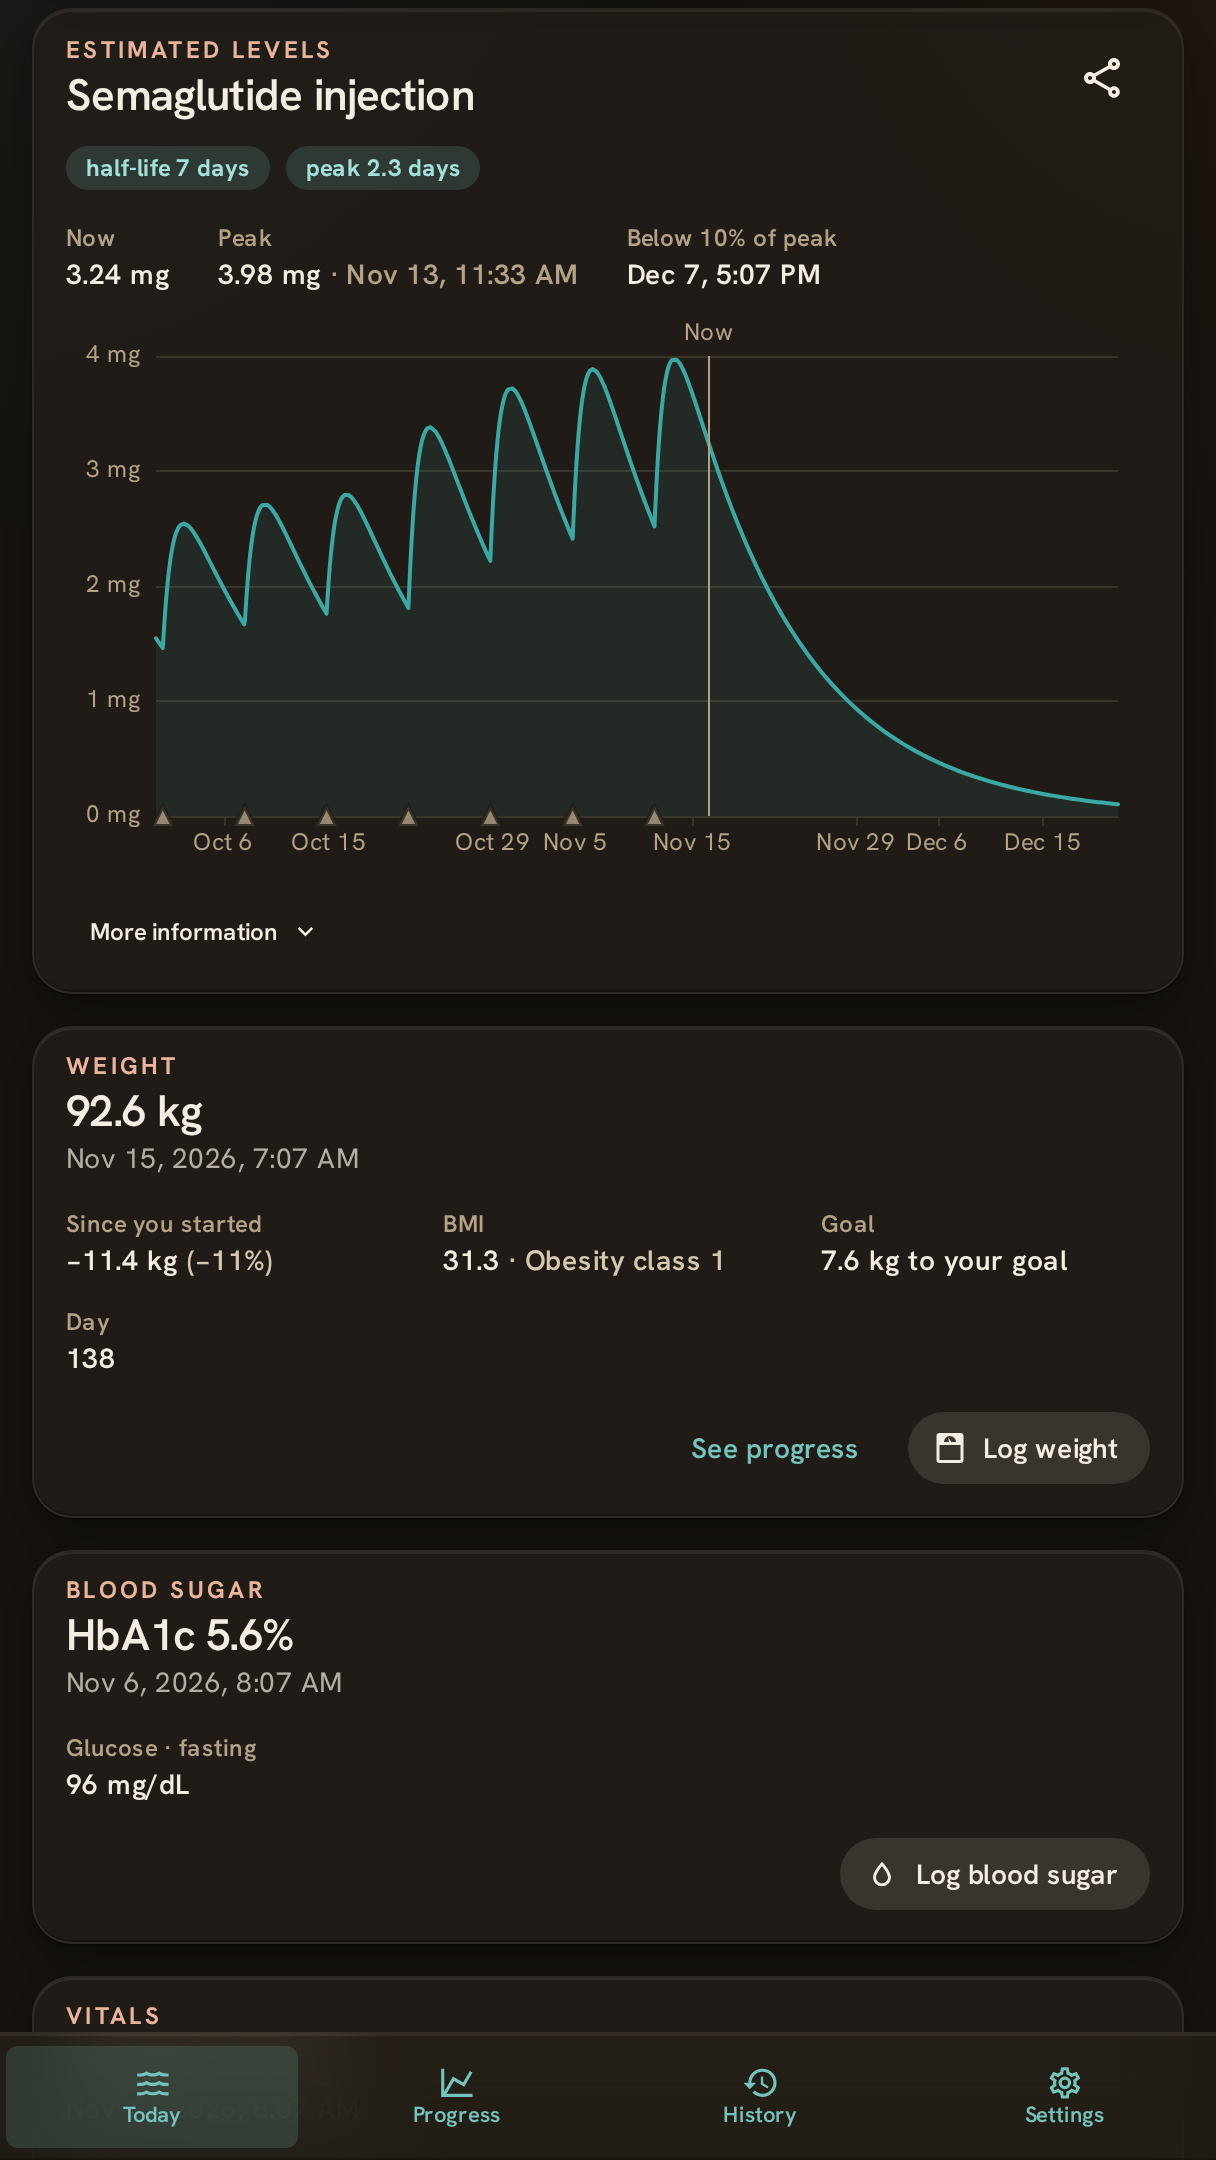 ESTIMATED LEVELS
Semaglutide injection
half-life 7 days peak 2.3 days
Now Peak Below 10% of peak
3.24 mg 3.98 mg · Nov 13, 11:33 AM Dec 7, 5:07 PM
Now
4 mg
3 mg
2 mg
1 mg
0 mg
Oct 6 Oct 15 Oct 29 Nov 5 Nov 15 Nov 29 Dec 6 Dec 15
More information
WEIGHT
92.6 kg
Nov 15, 2026, 7:07 AM
Since you started BMI Goal
−11.4 kg (−11%) 31.3 · Obesity class 1 7.6 kg to your goal
Day
138
See progress Log weight
BLOOD SUGAR
HbA1c 5.6%
Nov 6, 2026, 8:07 AM
Glucose · fasting
96 mg/dL
Log blood sugar
VITALS
Today Progress History Settings